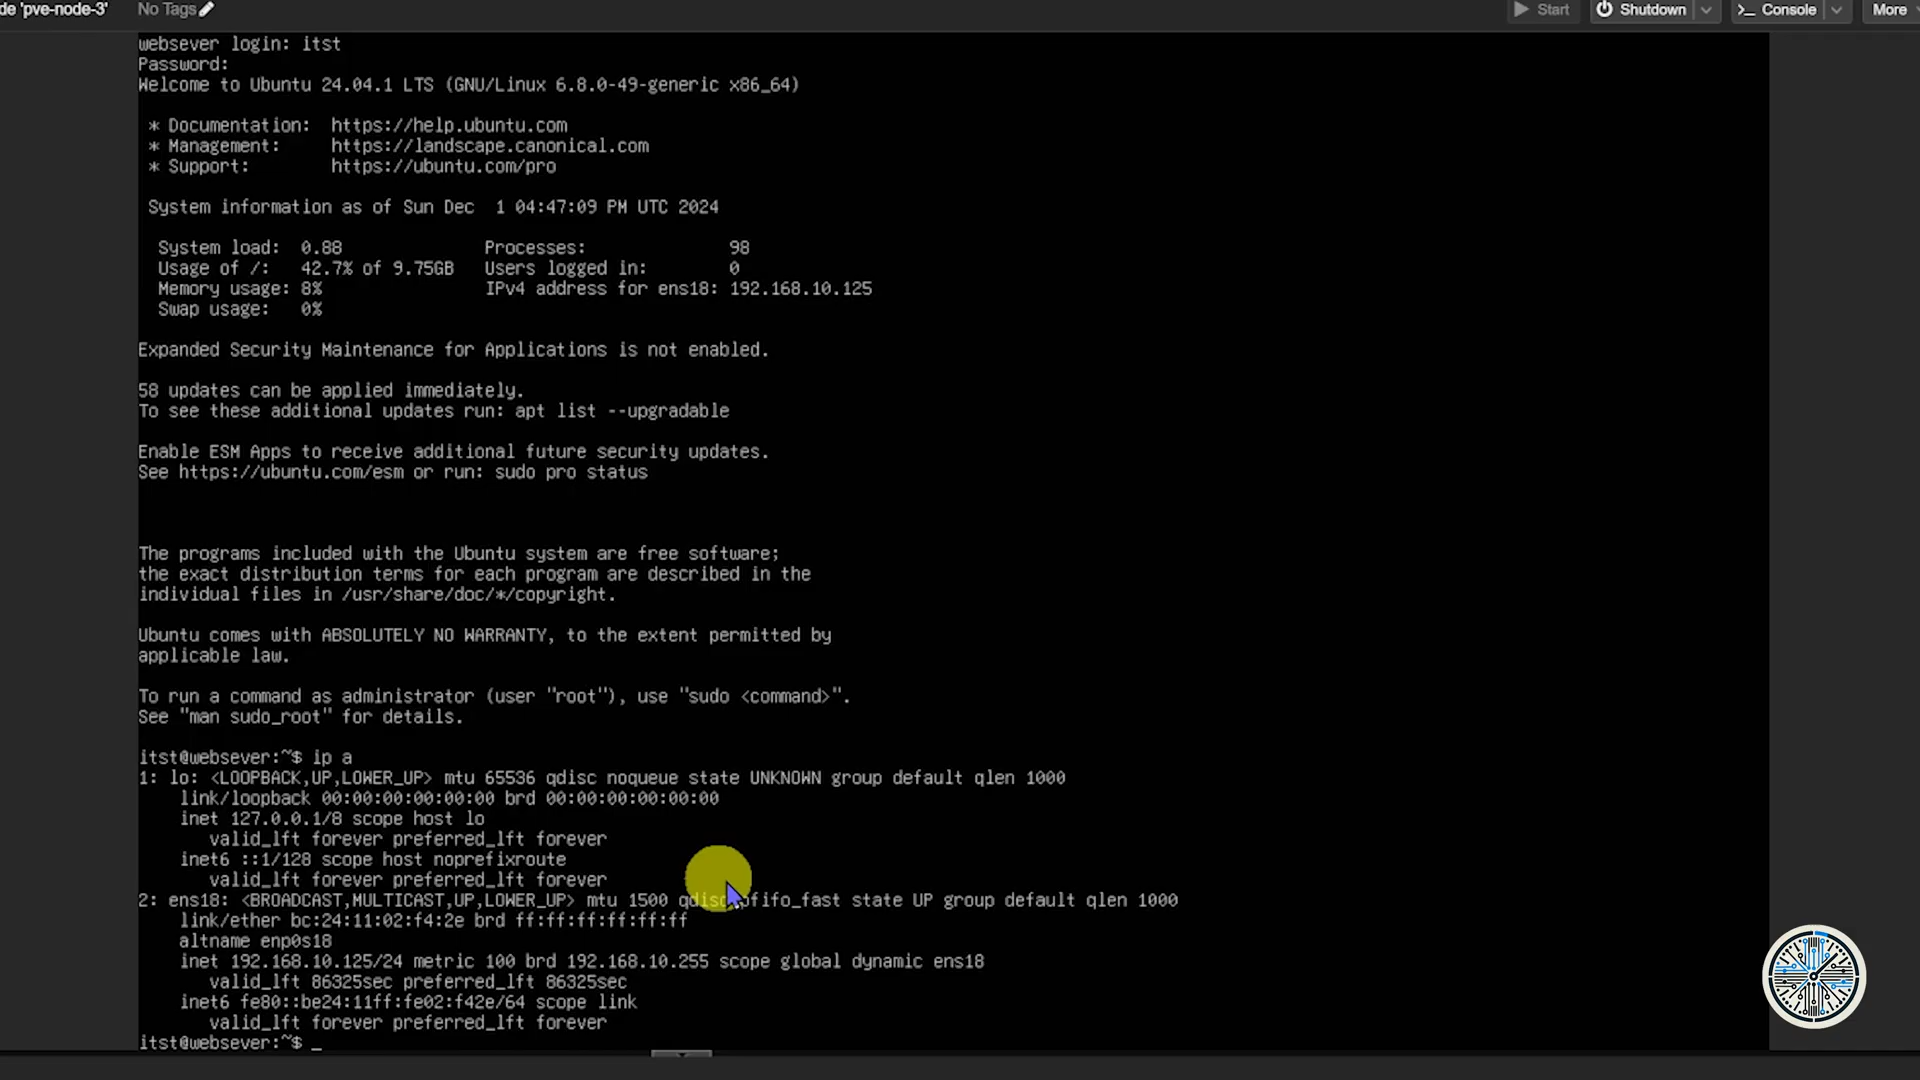 de 'pve-node-3'
No Tags
Start
Shutdown
Console
More
websever login: itst
Password:
Welcome to Ubuntu 24.04.1 LTS (GNU/Linux 6.8.0-49-generic x86_64)
* Documentation:  https://help.ubuntu.com
* Management:     https://landscape.canonical.com
* Support:        https://ubuntu.com/pro
System information as of Sun Dec  1 04:47:09 PM UTC 2024
System load:  0.88              Processes:              98
Usage of /:   42.7% of 9.75GB   Users logged in:        0
Memory usage: 8%                IPv4 address for ens18: 192.168.10.125
Swap usage:   0%
Expanded Security Maintenance for Applications is not enabled.
58 updates can be applied immediately.
To see these additional updates run: apt list --upgradable
Enable ESM Apps to receive additional future security updates.
See https://ubuntu.com/esm or run: sudo pro status
The programs included with the Ubuntu system are free software;
the exact distribution terms for each program are described in the
individual files in /usr/share/doc/*/copyright.
Ubuntu comes with ABSOLUTELY NO WARRANTY, to the extent permitted by
applicable law.
To run a command as administrator (user "root"), use "sudo <command>".
See "man sudo_root" for details.
itst@websever:~$ ip a
1: lo: <LOOPBACK,UP,LOWER_UP> mtu 65536 qdisc noqueue state UNKNOWN group default qlen 1000
link/loopback 00:00:00:00:00:00 brd 00:00:00:00:00:00
inet 127.0.0.1/8 scope host lo
valid_lft forever preferred_lft forever
inet6 ::1/128 scope host noprefixroute
valid_lft forever preferred_lft forever
2: ens18: <BROADCAST,MULTICAST,UP,LOWER_UP> mtu 1500 qdisc pfifo_fast state UP group default qlen 1000
link/ether bc:24:11:02:f4:2e brd ff:ff:ff:ff:ff:ff
altname enp0s18
inet 192.168.10.125/24 metric 100 brd 192.168.10.255 scope global dynamic ens18
valid_lft 86325sec preferred_lft 86325sec
inet6 fe80::be24:11ff:fe02:f42e/64 scope link
valid_lft forever preferred_lft forever
itst@websever:~$ _